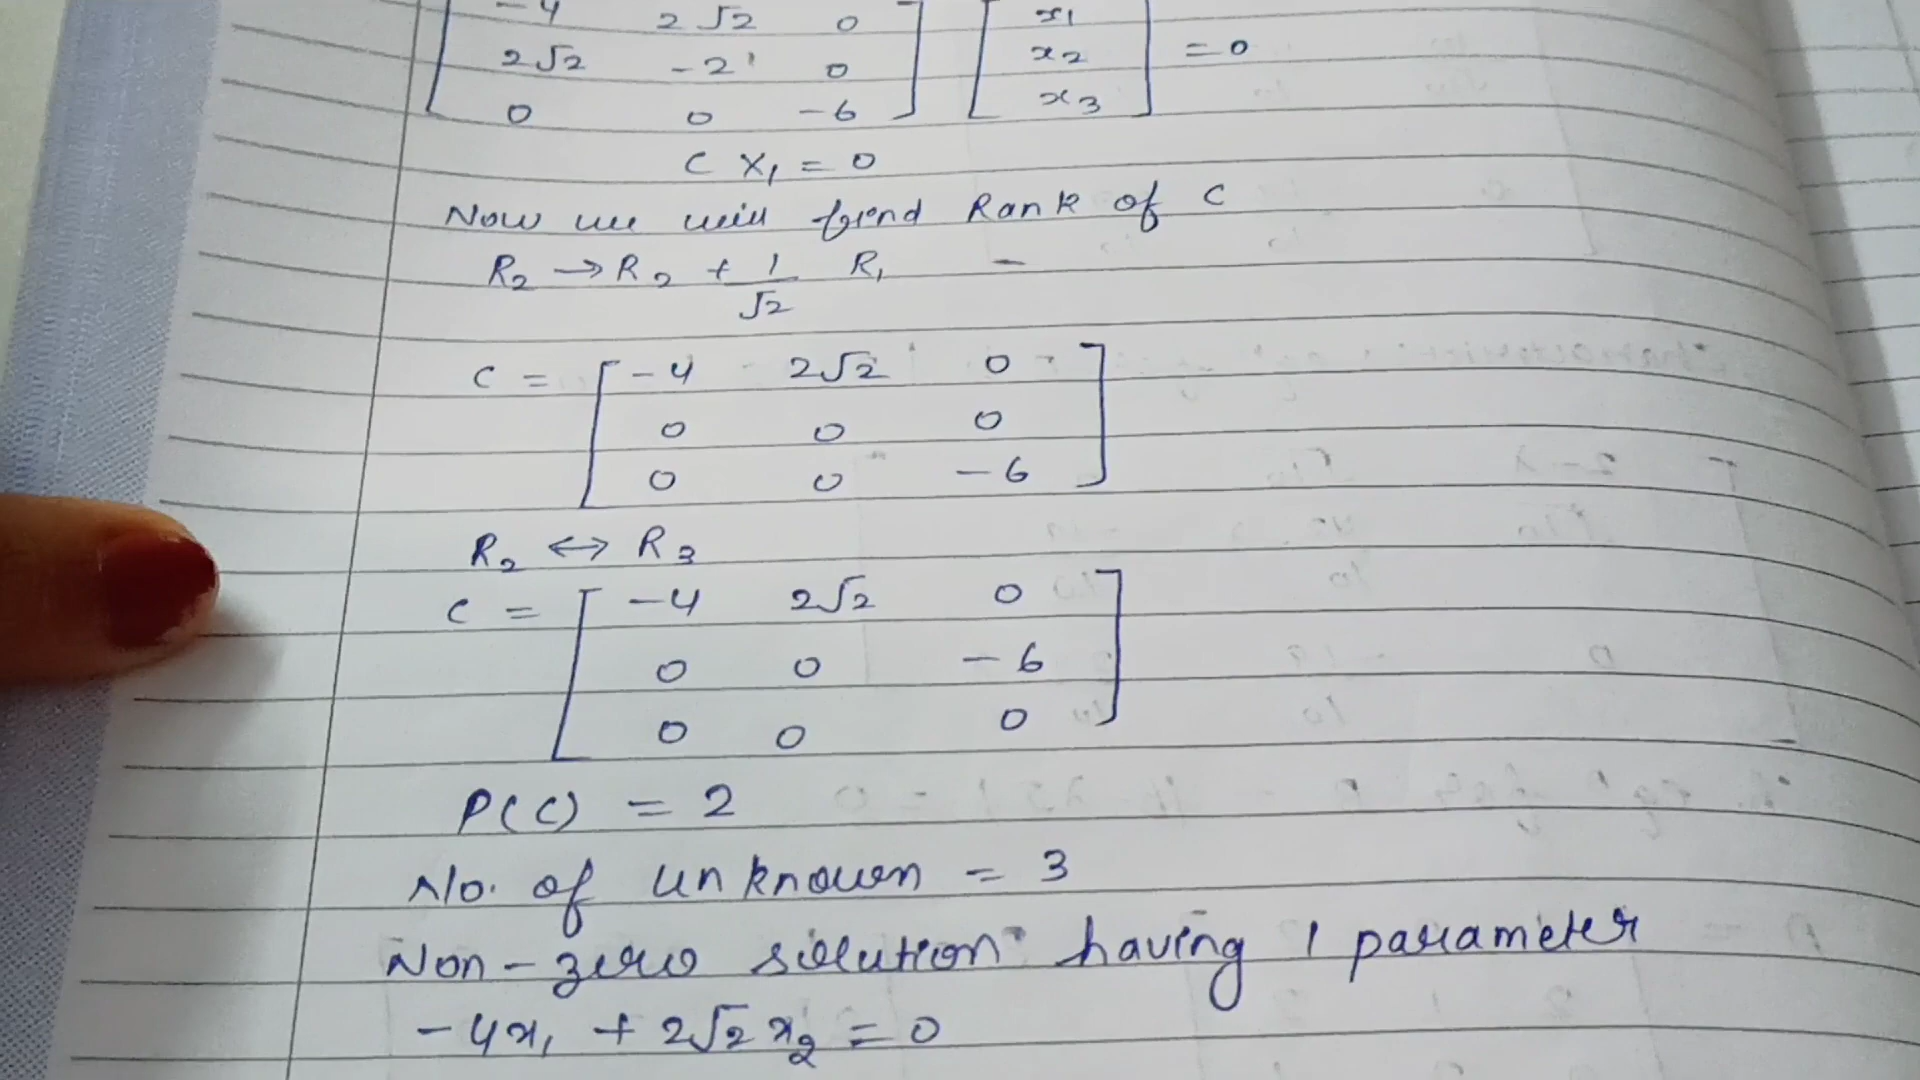 -4 2√2 0 x1
2√2 -2 0 x2 = 0
0 0 -6 x3
C X1 = 0
Now we will find Rank of C
R2 → R2 + 1/√2 R1
C = [ -4 2√2 0
0 0 0
0 0 -6 ]
R2 ↔ R3
C = [ -4 2√2 0
0 0 -6
0 0 0 ]
P(C) = 2
No. of unknown = 3
Non-zero solution having 1 parameter
-4x1 + 2√2 x2 = 0